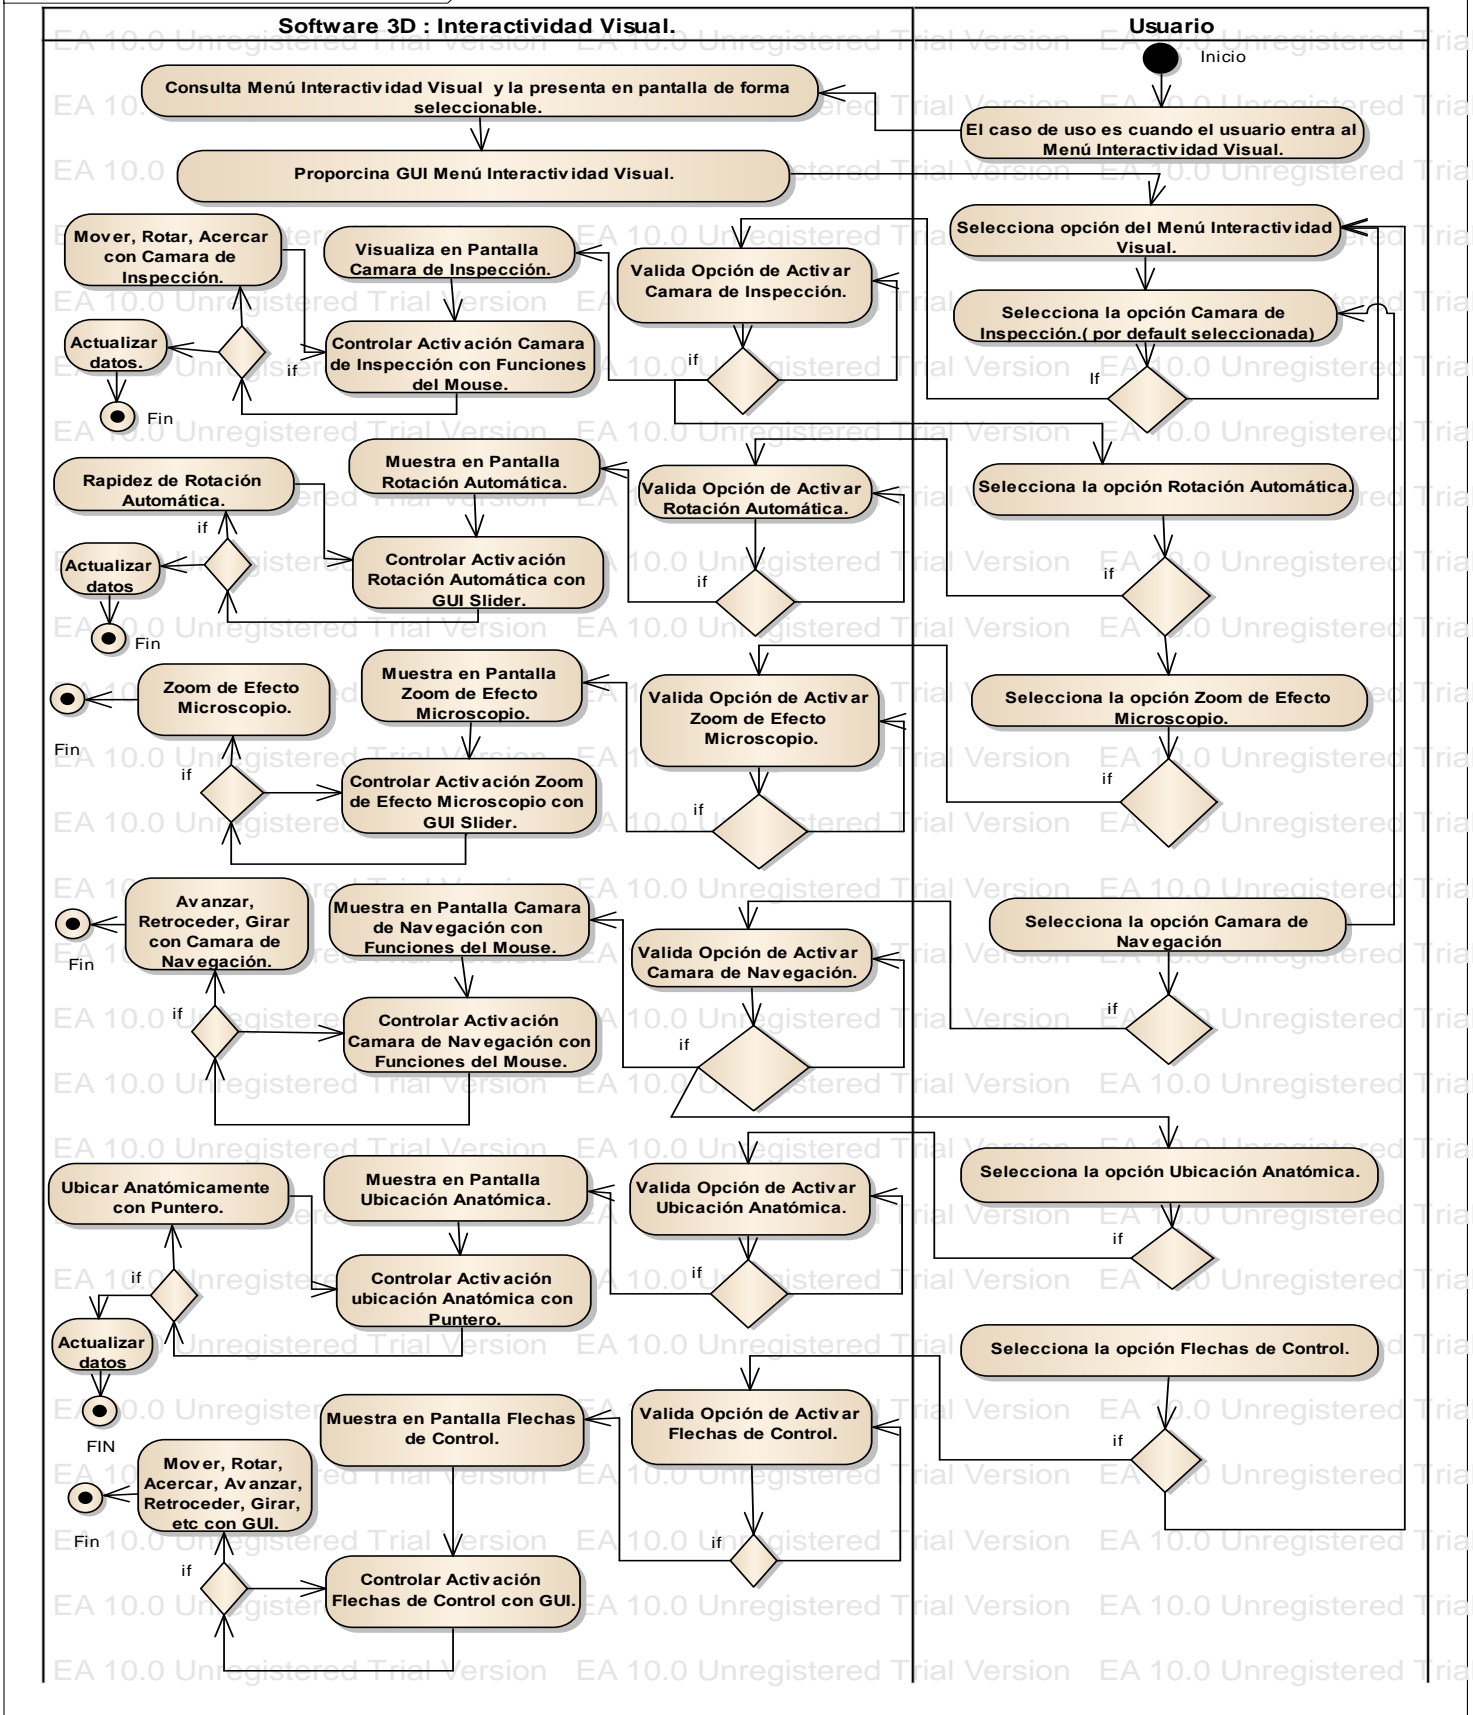 Software 3D : Interactividad Visual.
Usuario
Inicio
Consulta Menú Interactividad Visual y la presenta en pantalla de forma
seleccionable.
El caso de uso es cuando el usuario entra al
Menú Interactividad Visual.
Proporcina GUI Menú Interactividad Visual.
Selecciona opción del Menú Interactividad
Visual.
Mover, Rotar, Acercar
con Camara de
Inspección.
Visualiza en Pantalla
Camara de Inspección.
Valida Opción de Activar
Camara de Inspección.
Selecciona la opción Camara de
Inspección.( por default seleccionada)
Actualizar
datos.
if
Controlar Activación Camara
de Inspección con Funciones
del Mouse.
if
If
Fin
Rapidez de Rotación
Automática.
Muestra en Pantalla
Rotación Automática.
Valida Opción de Activar
Rotación Automática.
Selecciona la opción Rotación Automática.
if
Actualizar
datos
Controlar Activación
Rotación Automática con
GUI Slider.
if
if
Fin
Zoom de Efecto
Microscopio.
Muestra en Pantalla
Zoom de Efecto
Microscopio.
Valida Opción de Activar
Zoom de Efecto
Microscopio.
Selecciona la opción Zoom de Efecto
Microscopio.
Fin
if
Controlar Activación Zoom
de Efecto Microscopio con
GUI Slider.
if
if
Avanzar,
Retroceder, Girar
con Camara de
Navegación.
Muestra en Pantalla Camara
de Navegación con
Funciones del Mouse.
Valida Opción de Activar
Camara de Navegación.
Selecciona la opción Camara de
Navegación
Fin
if
Controlar Activación
Camara de Navegación con
Funciones del Mouse.
if
if
Ubicar Anatómicamente
con Puntero.
Muestra en Pantalla
Ubicación Anatómica.
Valida Opción de Activar
Ubicación Anatómica.
Selecciona la opción Ubicación Anatómica.
if
Controlar Activación
ubicación Anatómica con
Puntero.
if
if
Actualizar
datos
FIN
Muestra en Pantalla Flechas
de Control.
Valida Opción de Activar
Flechas de Control.
Selecciona la opción Flechas de Control.
if
Mover, Rotar,
Acercar, Avanzar,
Retroceder, Girar,
etc con GUI.
Fin
if
if
Controlar Activación
Flechas de Control con GUI.
EA 10.0 Unregistered Trial Version